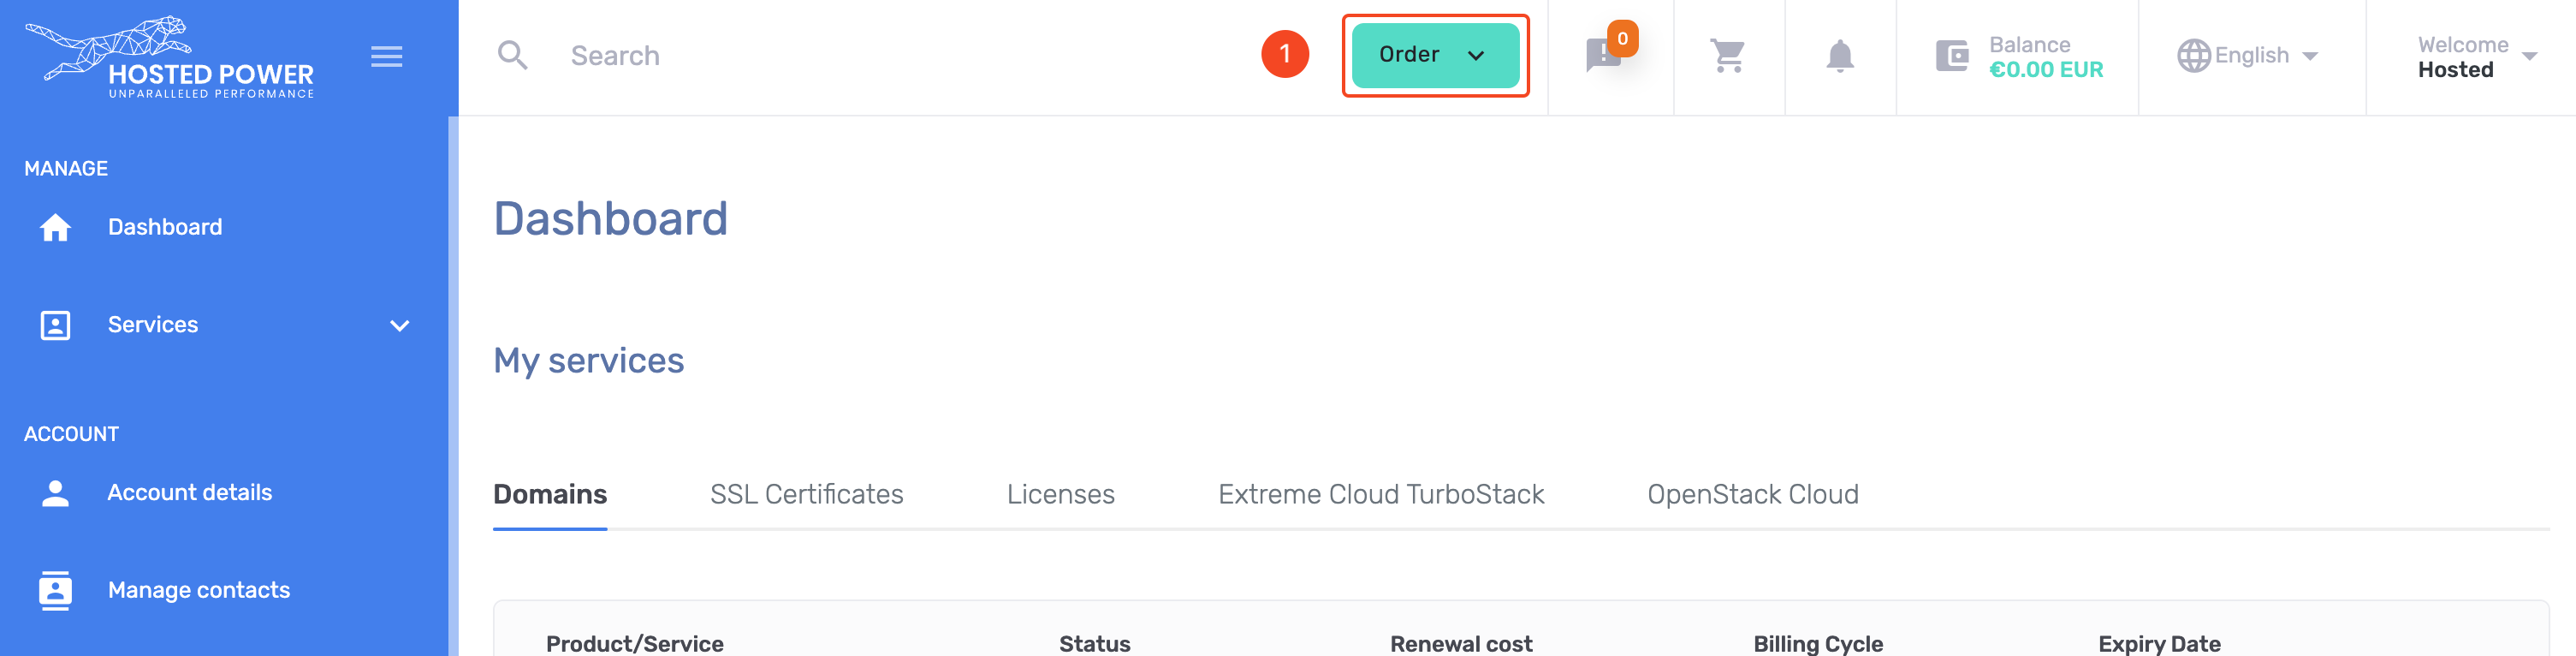 HOSTED POWER
UNPARALLELED PERFORMANCE
Search
1
Order
0
Balance
€0.00 EUR
English
Welcome
Hosted
MANAGE
Dashboard
Services
ACCOUNT
Account details
Manage contacts
Dashboard
My services
Domains SSL Certificates Licenses Extreme Cloud TurboStack OpenStack Cloud
Product/Service Status Renewal cost Billing Cycle Expiry Date